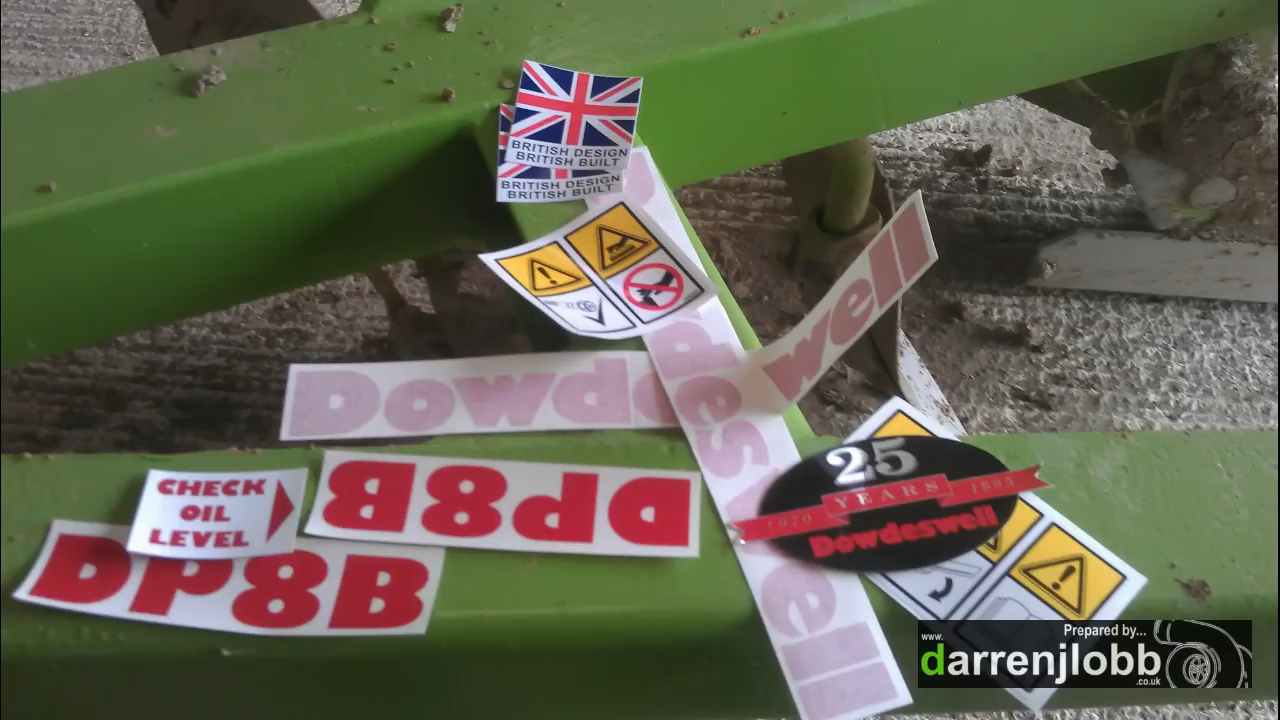 BRITISH DESIGN
BRITISH BUILT
BRITISH DESIGN
BRITISH BUILT
Dowdeswell
Dowdeswell
25
YEARS
1970 1995
Dowdeswell
DP8B
CHECK
OIL
LEVEL
DP8B
www.
Prepared by...
darrenjlobb
.co.uk